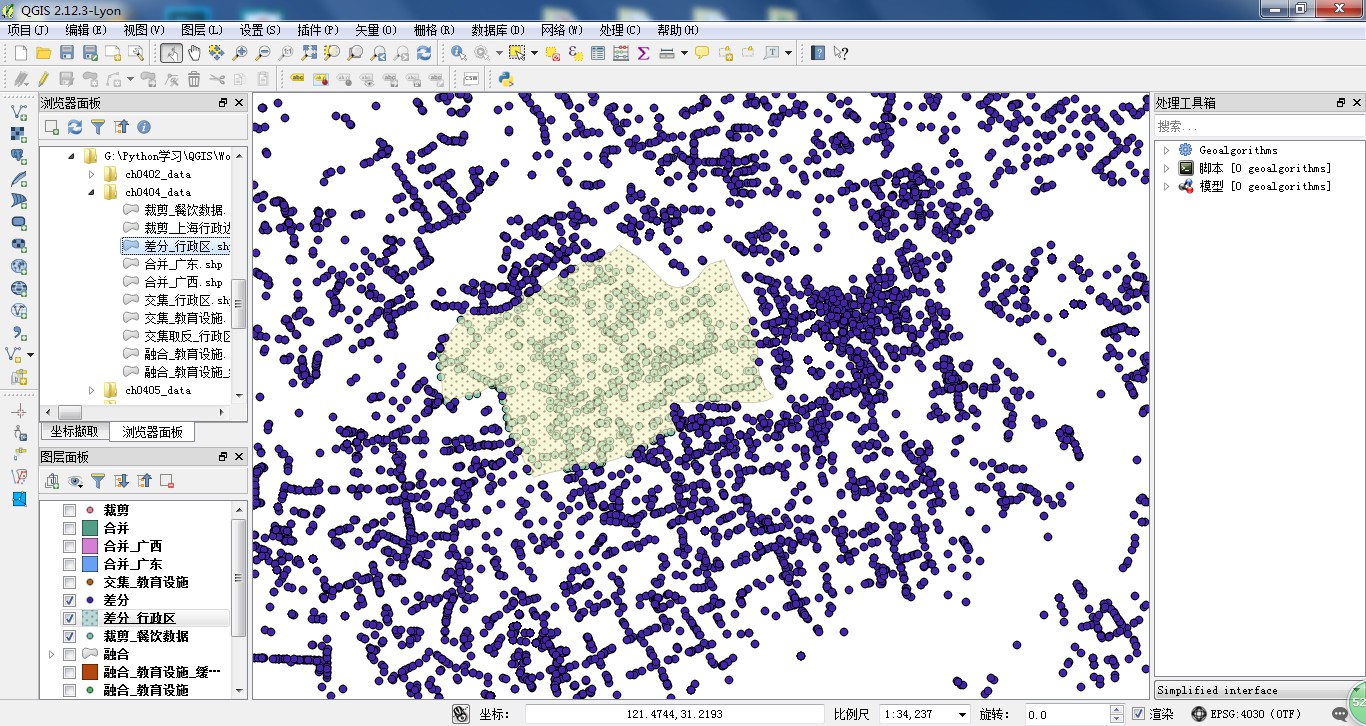 QGIS 2.12.3-Lyon
项目(J) 编辑(E) 视图(V) 图层(L) 设置(S) 插件(P) 矢量(O) 栅格(R) 数据库(D) 网络(W) 处理(C) 帮助(H)
浏览器面板
G:\Python学习\QGIS\Wo
ch0402_data
ch0404_data
裁剪_餐饮数据.
裁剪_上海行政边
差分_行政区.sh
合并_广东.shp
合并_广西.shp
交集_行政区.sh
交集_教育设施.
交集取反_行政区
融合_教育设施.
融合_教育设施_
ch0405_data
坐标撷取 浏览器面板
图层面板
裁剪
合并
合并_广西
合并_广东
交集_教育设施
差分
差分_行政区
裁剪_餐饮数据
融合
融合_教育设施_缓…
融合_教育设施
处理工具箱
搜索...
Geoalgorithms
脚本 [0 geoalgorithms]
模型 [0 geoalgorithms]
Simplified interface
坐标: 121.4744,31.2193 比例尺 1:34,237 旋转: 0.0 渲染 EPSG:4030 (OTF)